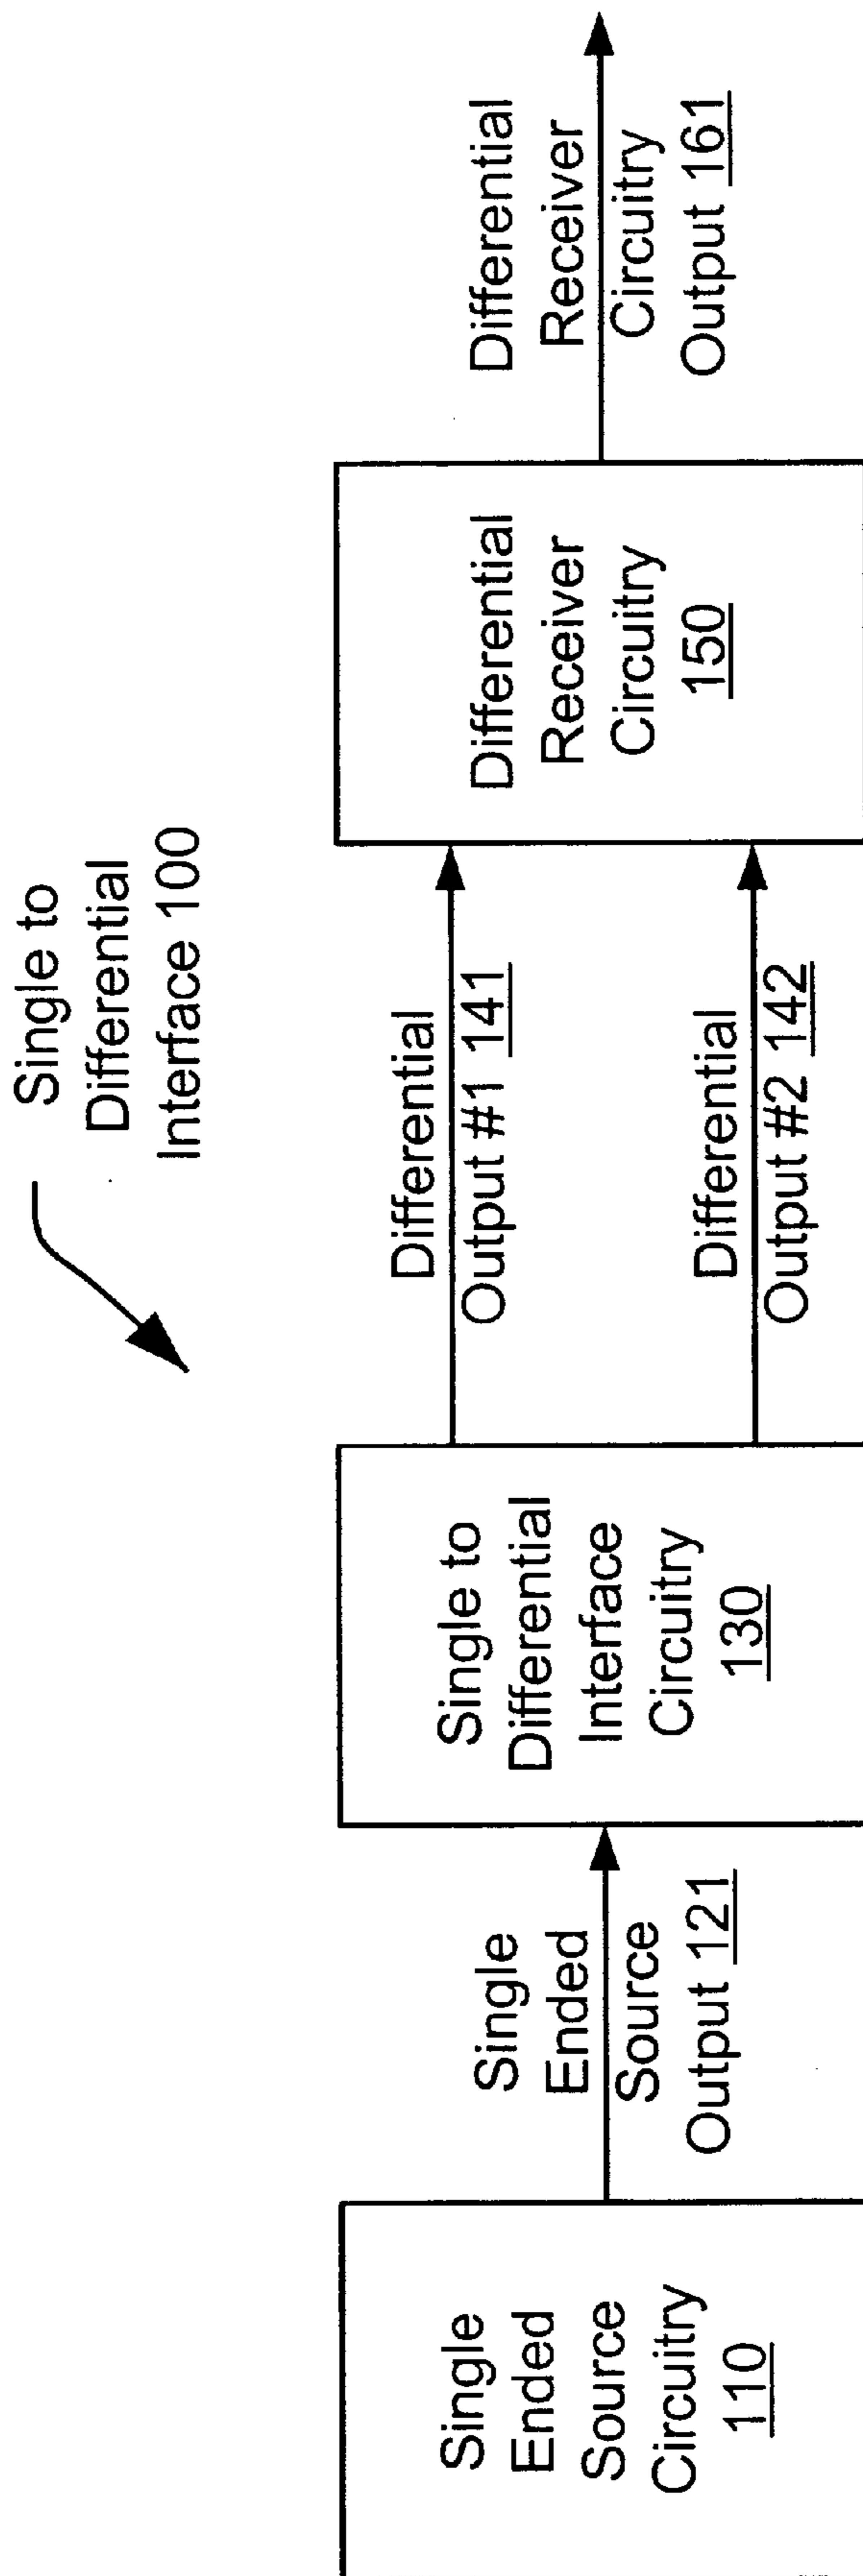 Single to
Differential
Interface 100
Single
Ended
Source
Circuitry
110
Single
Ended
Source
Output 121
Single to
Differential
Interface
Circuitry
130
Differential
Output #1 141
Differential
Output #2 142
Differential
Receiver
Circuitry
150
Differential
Receiver
Circuitry
Output 161